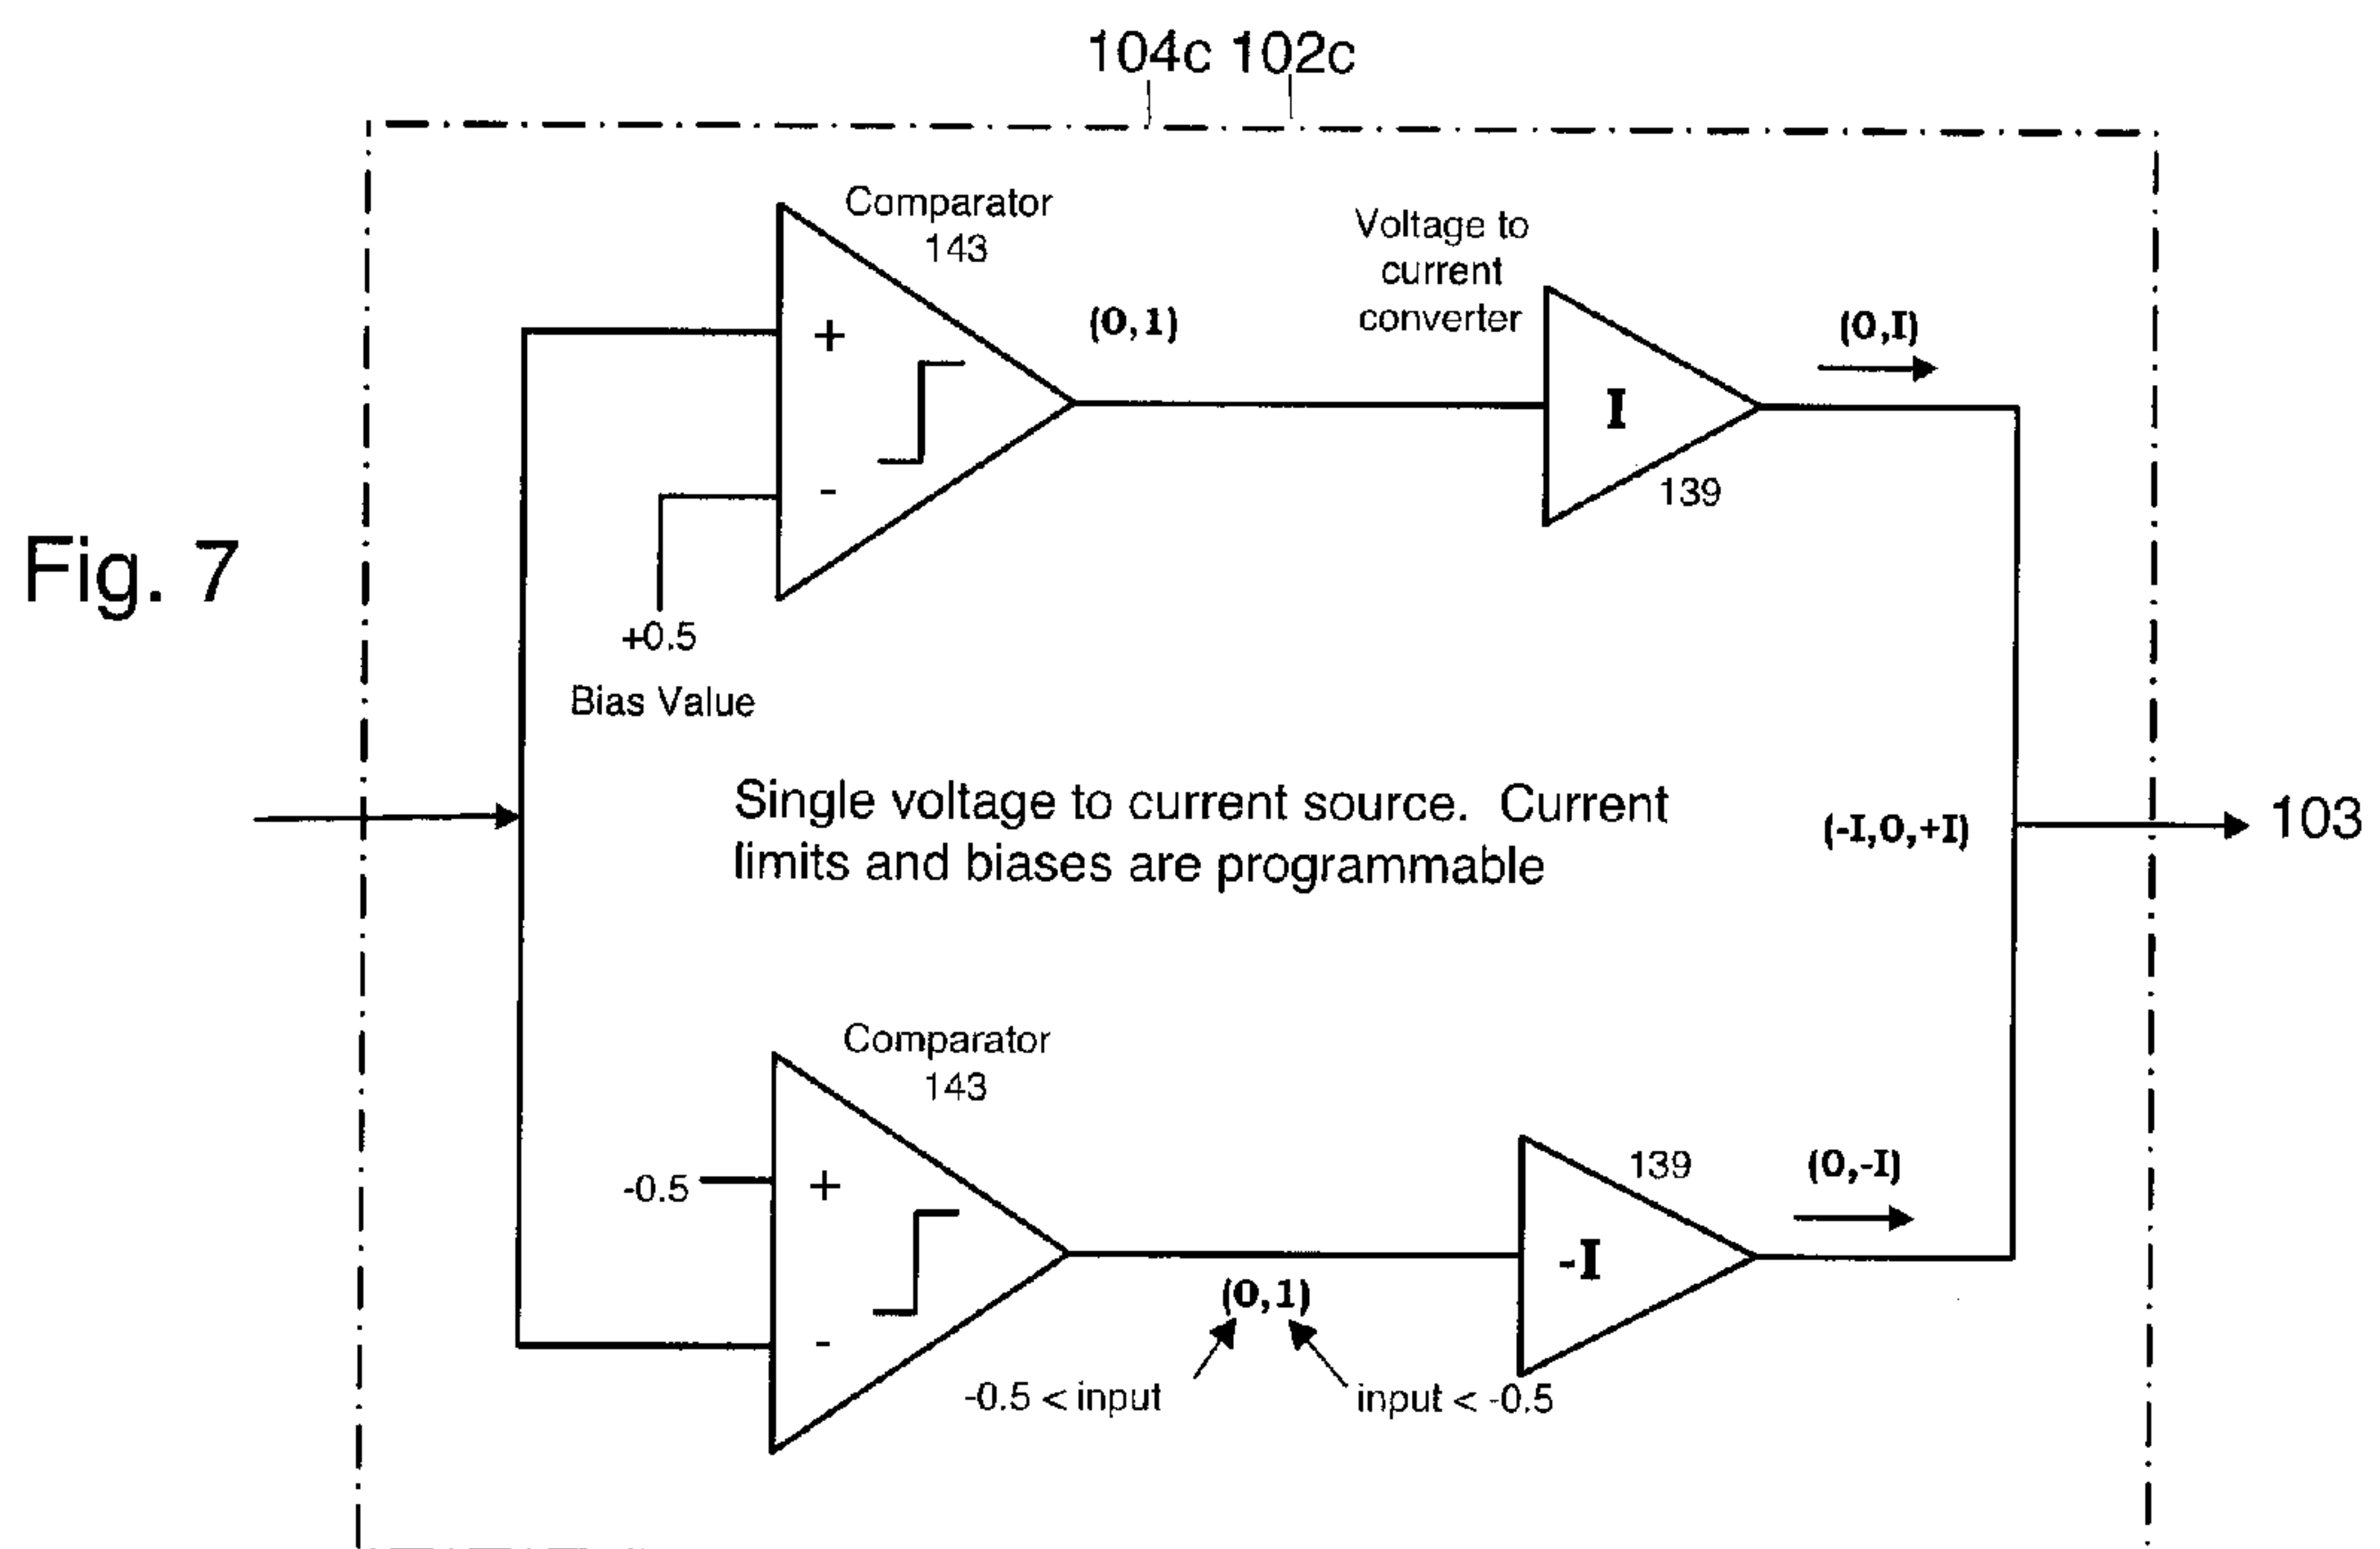 104c 102c
Comparator
143
Voltage to
current
converter
(0,1)
(0,I)
+
I
-
139
Fig. 7
+0.5
Bias Value
Single voltage to current source. Current
limits and biases are programmable
(-I,0,+I)
103
Comparator
143
139
(0,-I)
-0.5
+
-I
(0,1)
-
-0.5 < input
input < -0.5